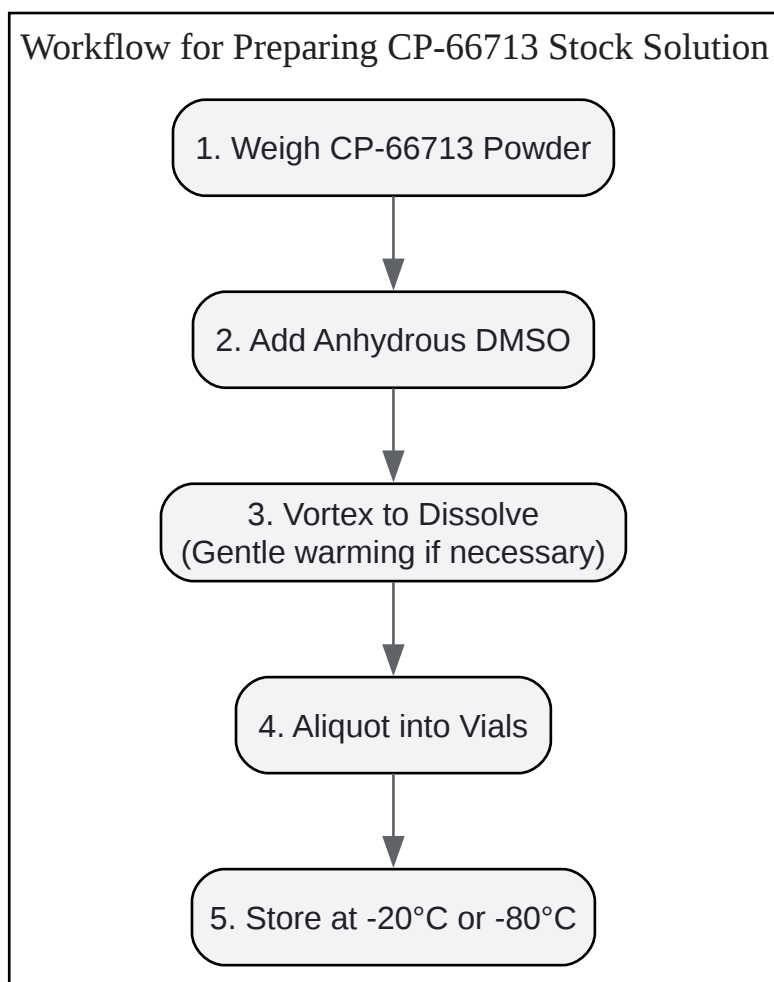 Workflow for Preparing CP-66713 Stock Solution
1. Weigh CP-66713 Powder
2. Add Anhydrous DMSO
3. Vortex to Dissolve
(Gentle warming if necessary)
4. Aliquot into Vials
5. Store at -20°C or -80°C